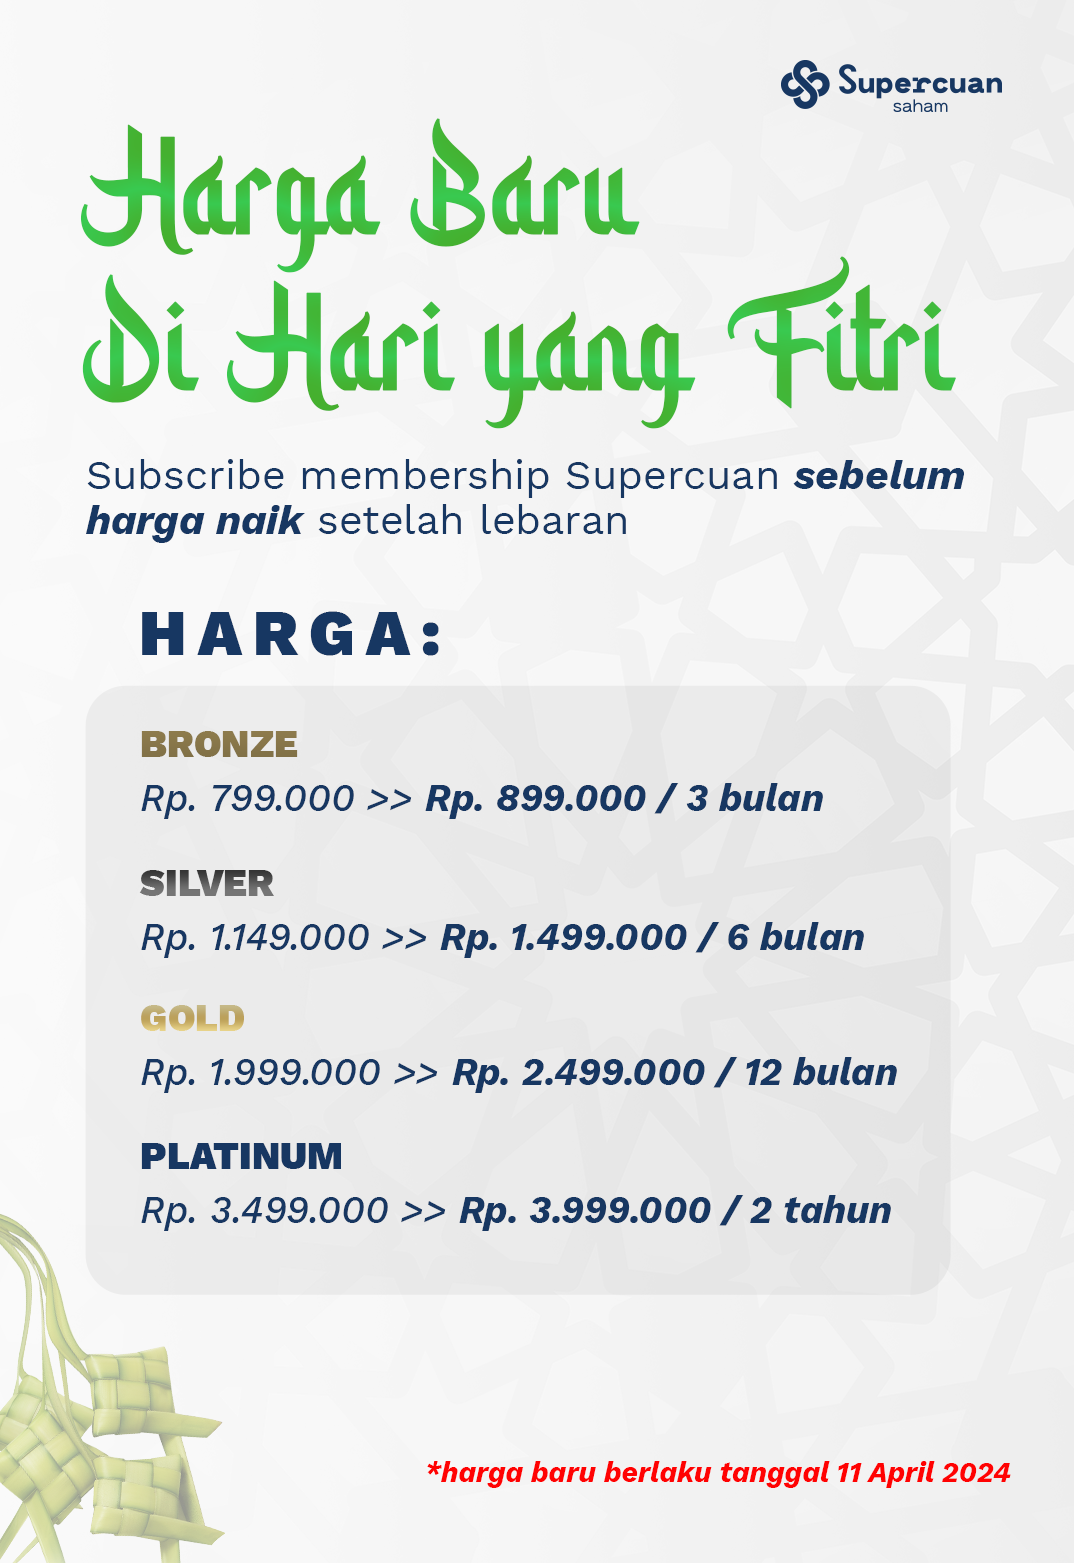 Supercuan
saham
Harga Baru
Di Hari yang Fitri
Subscribe membership Supercuan sebelum
harga naik setelah lebaran
HARGA:
BRONZE
Rp. 799.000 >> Rp. 899.000 / 3 bulan
SILVER
Rp. 1.149.000 >> Rp. 1.499.000 / 6 bulan
GOLD
Rp. 1.999.000 >> Rp. 2.499.000 / 12 bulan
PLATINUM
Rp. 3.499.000 >> Rp. 3.999.000 / 2 tahun
*harga baru berlaku tanggal 11 April 2024